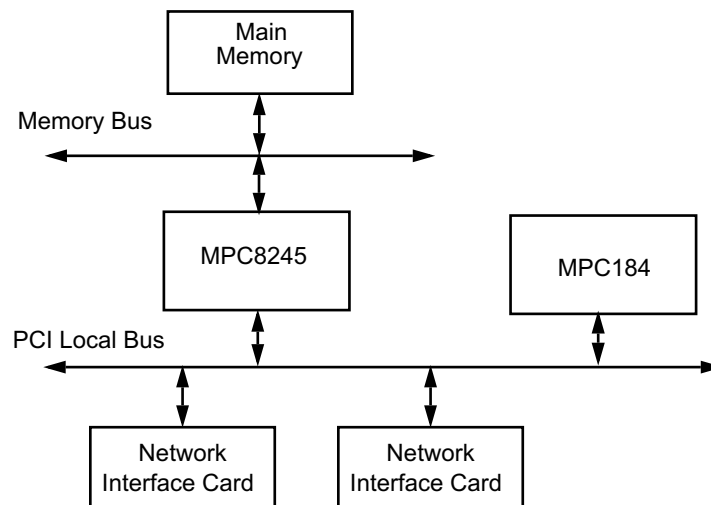 Main
Memory
Memory Bus
MPC8245
MPC184
PCI Local Bus
Network
Interface Card
Network
Interface Card